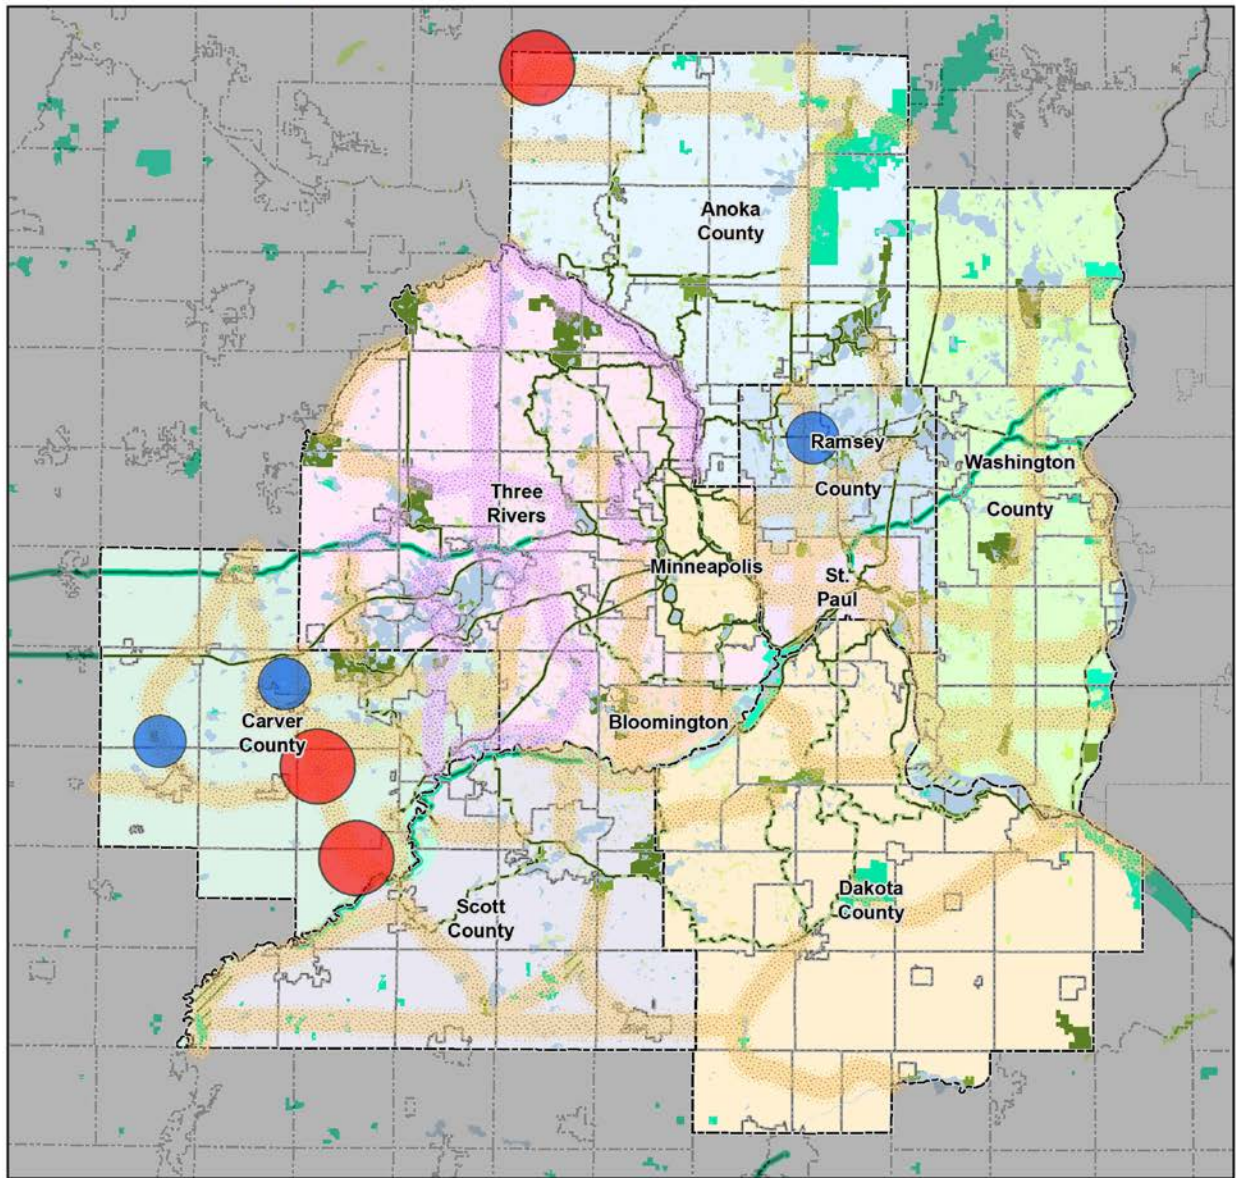 Anoka
County
Ramsey
County
Washington
County
Three
Rivers
Minneapolis
St.
Paul
Carver
County
Bloomington
Dakota
County
Scott
County